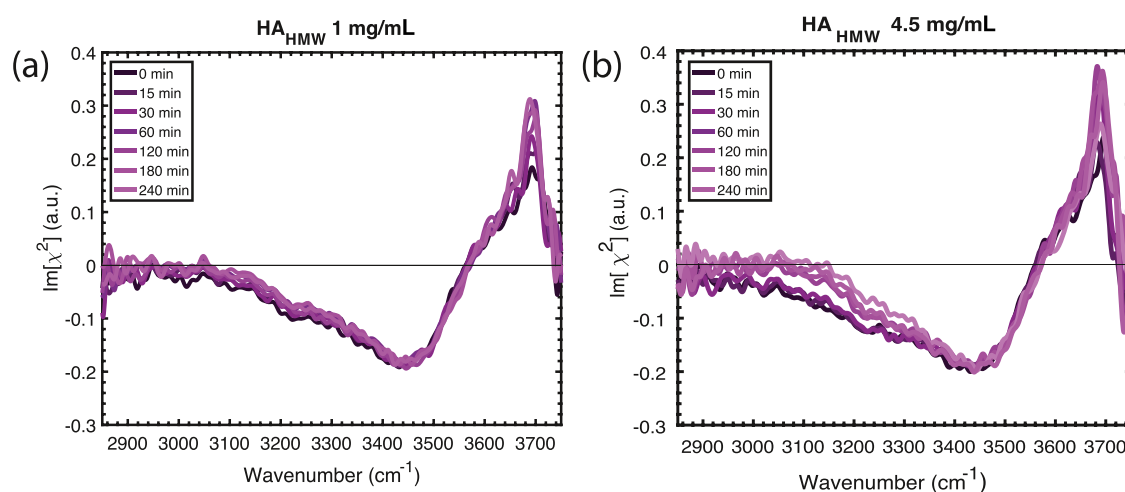 HA HMW 1 mg/mL
(a)
0 min
15 min
30 min
60 min
120 min
180 min
240 min
0.4
0.3
0.2
0.1
0
-0.1
-0.2
-0.3
Im[χ²] (a.u.)
2900 3000 3100 3200 3300 3400 3500 3600 3700
Wavenumber (cm⁻¹)
HA HMW 4.5 mg/mL
(b)
0 min
15 min
30 min
60 min
120 min
180 min
240 min
0.4
0.3
0.2
0.1
0
-0.1
-0.2
-0.3
Im[ χ²] (a.u.)
2900 3000 3100 3200 3300 3400 3500 3600 3700
Wavenumber (cm⁻¹)